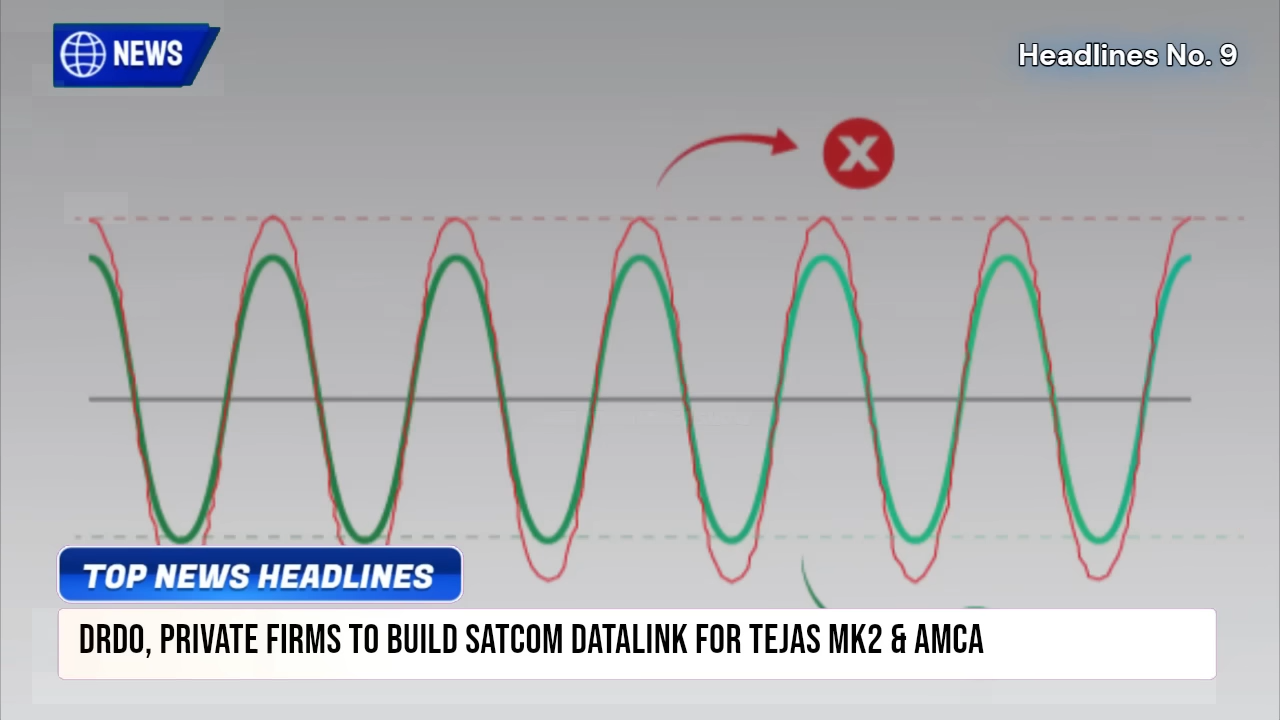 NEWS
Headlines No. 9
X
TOP NEWS HEADLINES
DRDO, PRIVATE FIRMS TO BUILD SATCOM DATALINK FOR TEJAS MK2 & AMCA